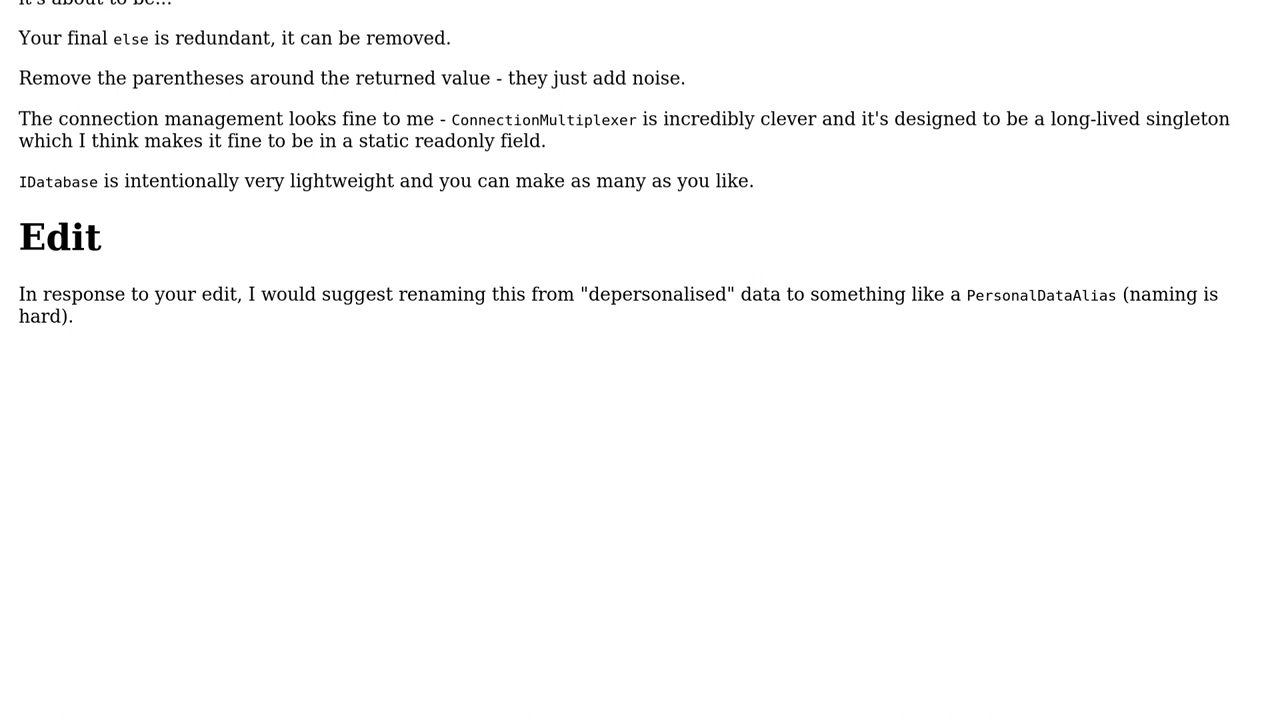 it's about to be...
Your final else is redundant, it can be removed.
Remove the parentheses around the returned value - they just add noise.
The connection management looks fine to me - ConnectionMultiplexer is incredibly clever and it's designed to be a long-lived singleton
which I think makes it fine to be in a static readonly field.
IDatabase is intentionally very lightweight and you can make as many as you like.
Edit
In response to your edit, I would suggest renaming this from "depersonalised" data to something like a PersonalDataAlias (naming is
hard).